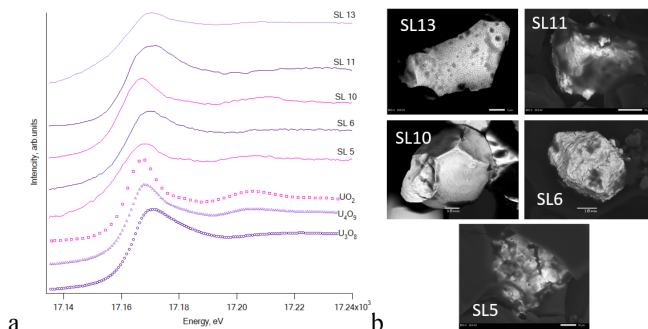 SL 13
SL 11
SL 10
SL 6
SL 5
UO2
U4O9
U3O8
Intencity, arb.units
17.14
17.16
17.18
17.20
17.22
17.24x10³
Energy, eV
a
SL13
SL11
SL10
SL6
SL5
b